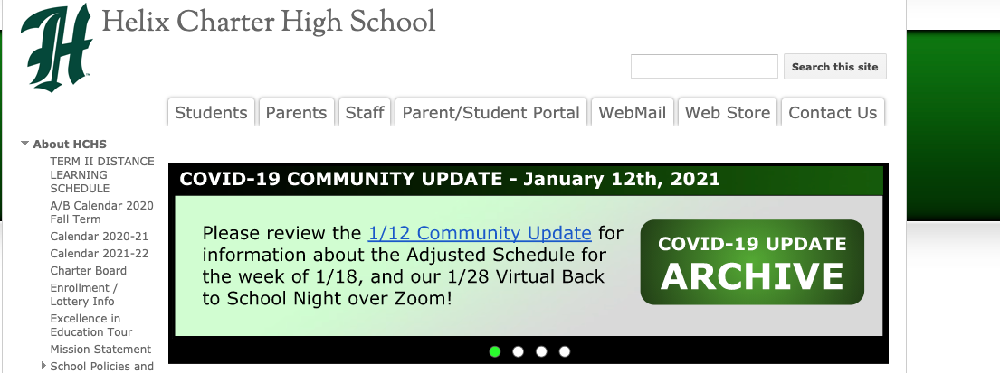 H
Helix Charter High School
Search this site
Students
Parents
Staff
Parent/Student Portal
WebMail
Web Store
Contact Us
About HCHS
TERM II DISTANCE
LEARNING
SCHEDULE
A/B Calendar 2020
Fall Term
Calendar 2020-21
Calendar 2021-22
Charter Board
Enrollment /
Lottery Info
Excellence in
Education Tour
Mission Statement
School Policies and
COVID-19 COMMUNITY UPDATE - January 12th, 2021
Please review the 1/12 Community Update for
information about the Adjusted Schedule for
the week of 1/18, and our 1/28 Virtual Back
to School Night over Zoom!
COVID-19 UPDATE
ARCHIVE